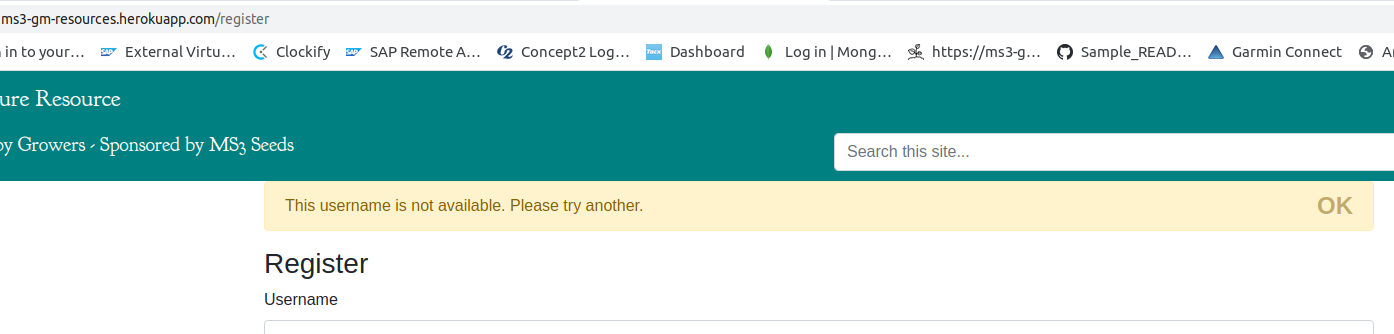 ms3-gm-resources.herokuapp.com/register
in to your… External Virtu… Clockify SAP Remote A… Concept2 Log… Dashboard Log in | Mong… https://ms3-g… Sample_READ… Garmin Connect
ure Resource
by Growers - Sponsored by MS3 Seeds
Search this site...
This username is not available. Please try another. OK
Register
Username